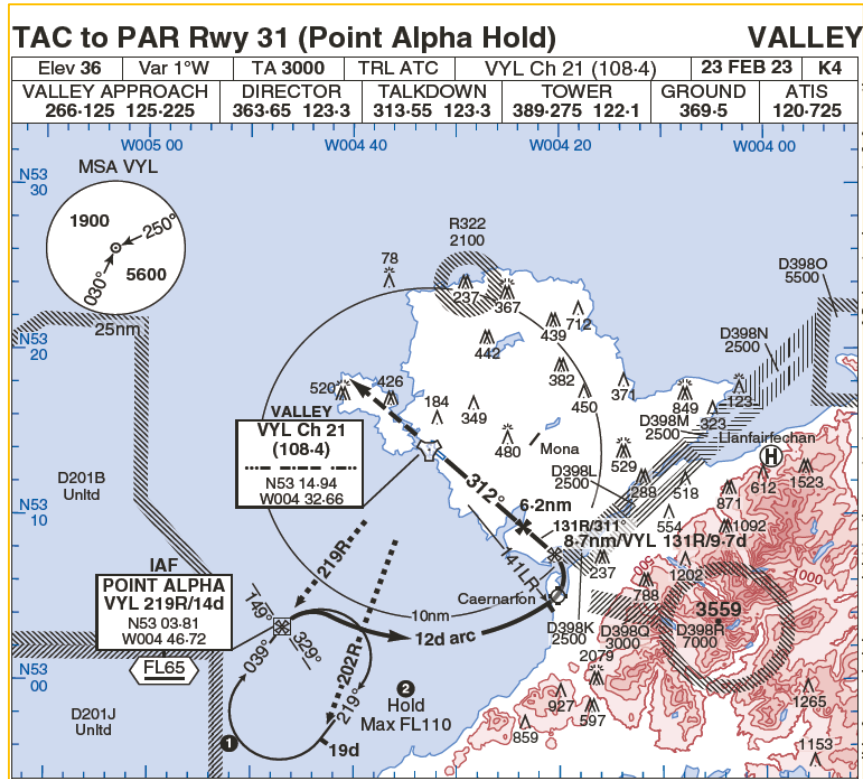 TAC to PAR Rwy 31 (Point Alpha Hold) VALLEY
Elev 36 Var 1°W TA 3000 TRL ATC VYL Ch 21 (108·4) 23 FEB 23 K4
VALLEY APPROACH DIRECTOR TALKDOWN TOWER GROUND ATIS
266·125 125·225 363·65 123·3 313·55 123·3 389·275 122·1 369·5 120·725
W005 00 W004 40 W004 20 W004 00
MSA VYL
N53
30
1900
250°
5600
030°
25nm
R322
2100
78
237
367
D398O
5500
N53
20
439
712
442
D398N
2500
382
371
520
426
450
849
123
184
349
323
D398M
2500
VALLEY
VYL Ch 21
(108·4)
N53 14·94
W004 32·66
480
Mona
529
Llanfairfechan
H
D398L
2500
288
518
612
1523
D201B
Unltd
312°
871
N53
10
6·2nm
554
1092
131R/311°
8·7nm/VYL 131R/9·7d
219R
141LR
237
1202
IAF
POINT ALPHA
VYL 219R/14d
N53 03·81
W004 46·72
FL65
149°
Caernarfon
788
10nm
3559
12d arc
D398K
2500
D398Q
3000
D398R
7000
039°
329°
2079
202R
N53
00
219°
2
Hold
Max FL110
927
597
1265
D201J
Unltd
859
1
19d
1153